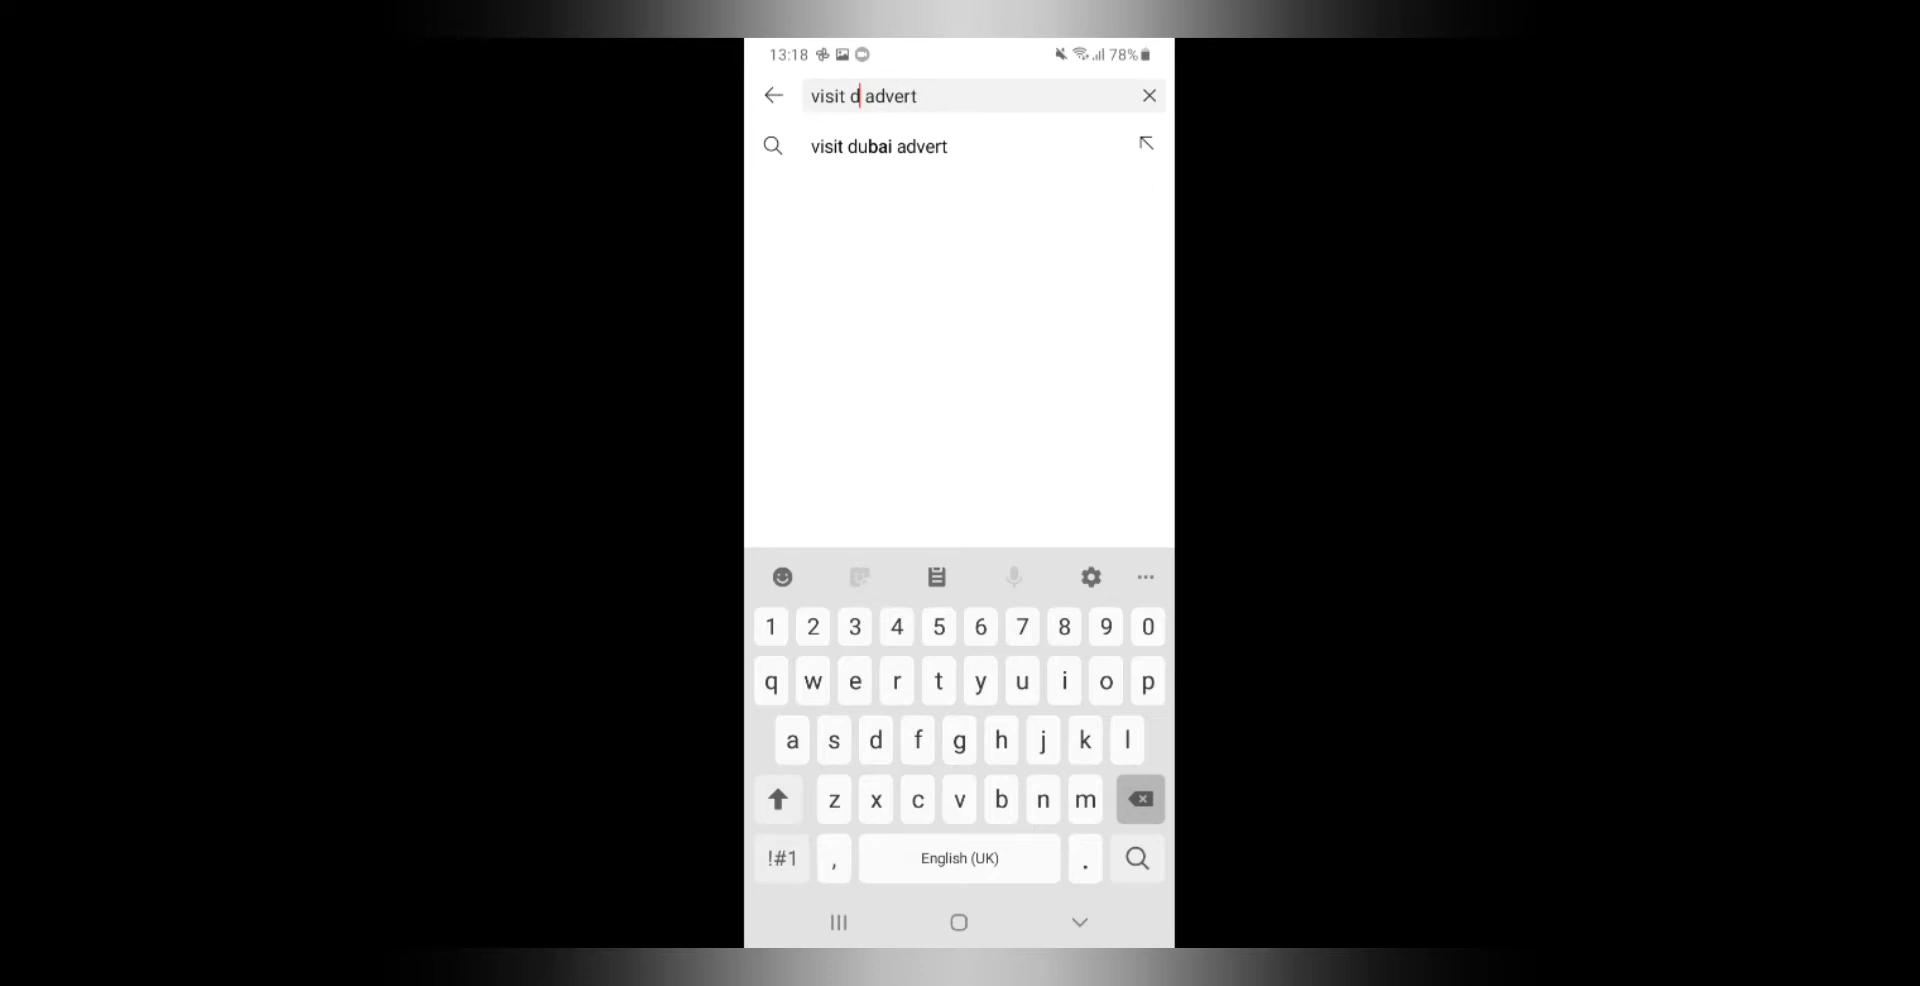 13:18 78%
visit d advert
visit dubai advert
1 2 3 4 5 6 7 8 9 0
q w e r t y u i o p
a s d f g h j k l
z x c v b n m
!#1 , English (UK) .